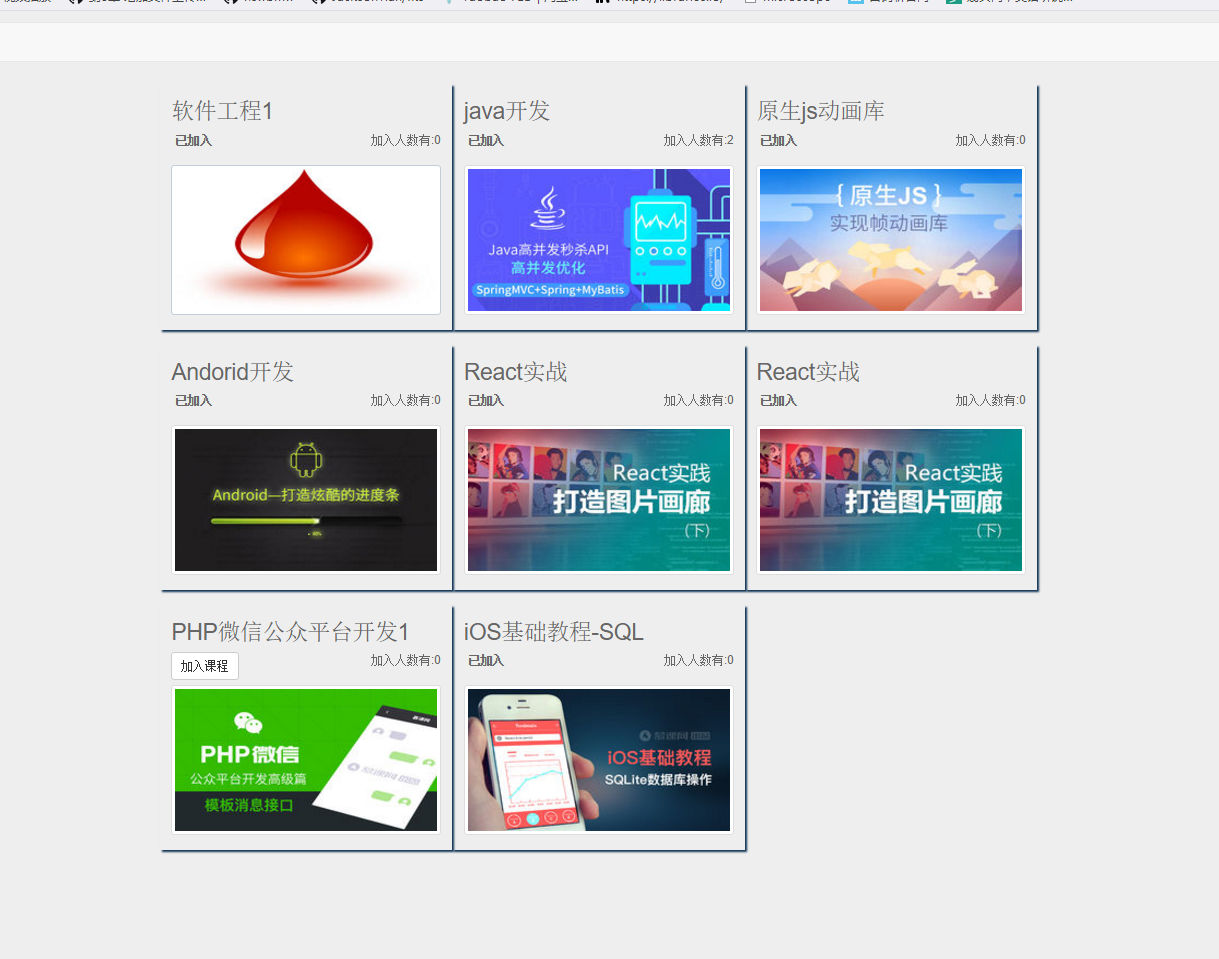 软件工程1
已加入 加入人数有:0
java开发
已加入 加入人数有:2
Java高并发秒杀API
高并发优化
SpringMVC+Spring+MyBatis
原生js动画库
已加入 加入人数有:0
{ 原生JS }
实现帧动画库
Andorid开发
已加入 加入人数有:0
Android—打造炫酷的进度条
React实战
已加入 加入人数有:0
React实践
打造图片画廊
(下)
React实战
已加入 加入人数有:0
React实践
打造图片画廊
(下)
PHP微信公众平台开发1
加入课程 加入人数有:0
PHP微信
公众平台开发高级篇
模板消息接口
慕课网
iOS基础教程-SQL
已加入 加入人数有:0
慕课网
iOS基础教程
SQLite数据库操作